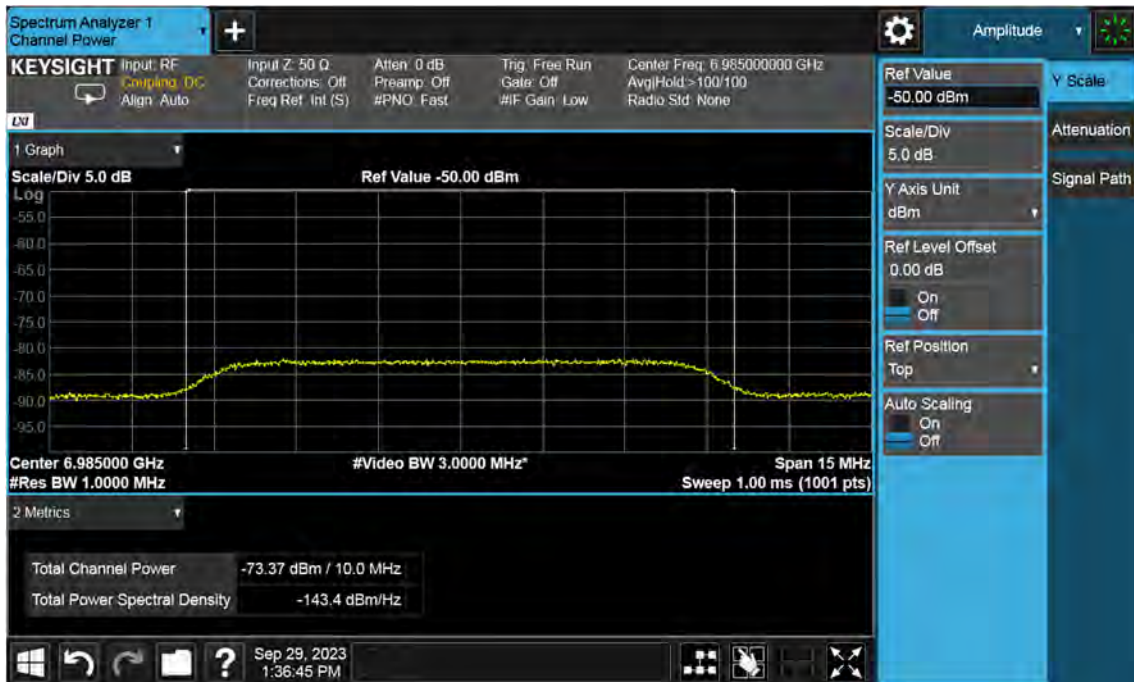 Spectrum Analyzer 1
Channel Power
Amplitude
KEYSIGHT
Input: RF
Coupling: DC
Align: Auto
Input Z: 50 Ω
Corrections: Off
Freq Ref: Int (S)
Atten: 0 dB
Preamp: Off
#PNO: Fast
Trig: Free Run
Gate: Off
#IF Gain: Low
Center Freq: 6.985000000 GHz
Avg|Hold:>100/100
Radio Std: None
LXI
1 Graph
Scale/Div 5.0 dB
Ref Value -50.00 dBm
Log
-55.0
-60.0
-65.0
-70.0
-75.0
-80.0
-85.0
-90.0
-95.0
Center 6.985000 GHz
#Video BW 3.0000 MHz*
Span 15 MHz
#Res BW 1.0000 MHz
Sweep 1.00 ms (1001 pts)
2 Metrics
Total Channel Power
-73.37 dBm / 10.0 MHz
Total Power Spectral Density
-143.4 dBm/Hz
Ref Value
-50.00 dBm
Scale/Div
5.0 dB
Y Axis Unit
dBm
Ref Level Offset
0.00 dB
On
Off
Ref Position
Top
Auto Scaling
On
Off
Y Scale
Attenuation
Signal Path
?
Sep 29, 2023
1:36:45 PM